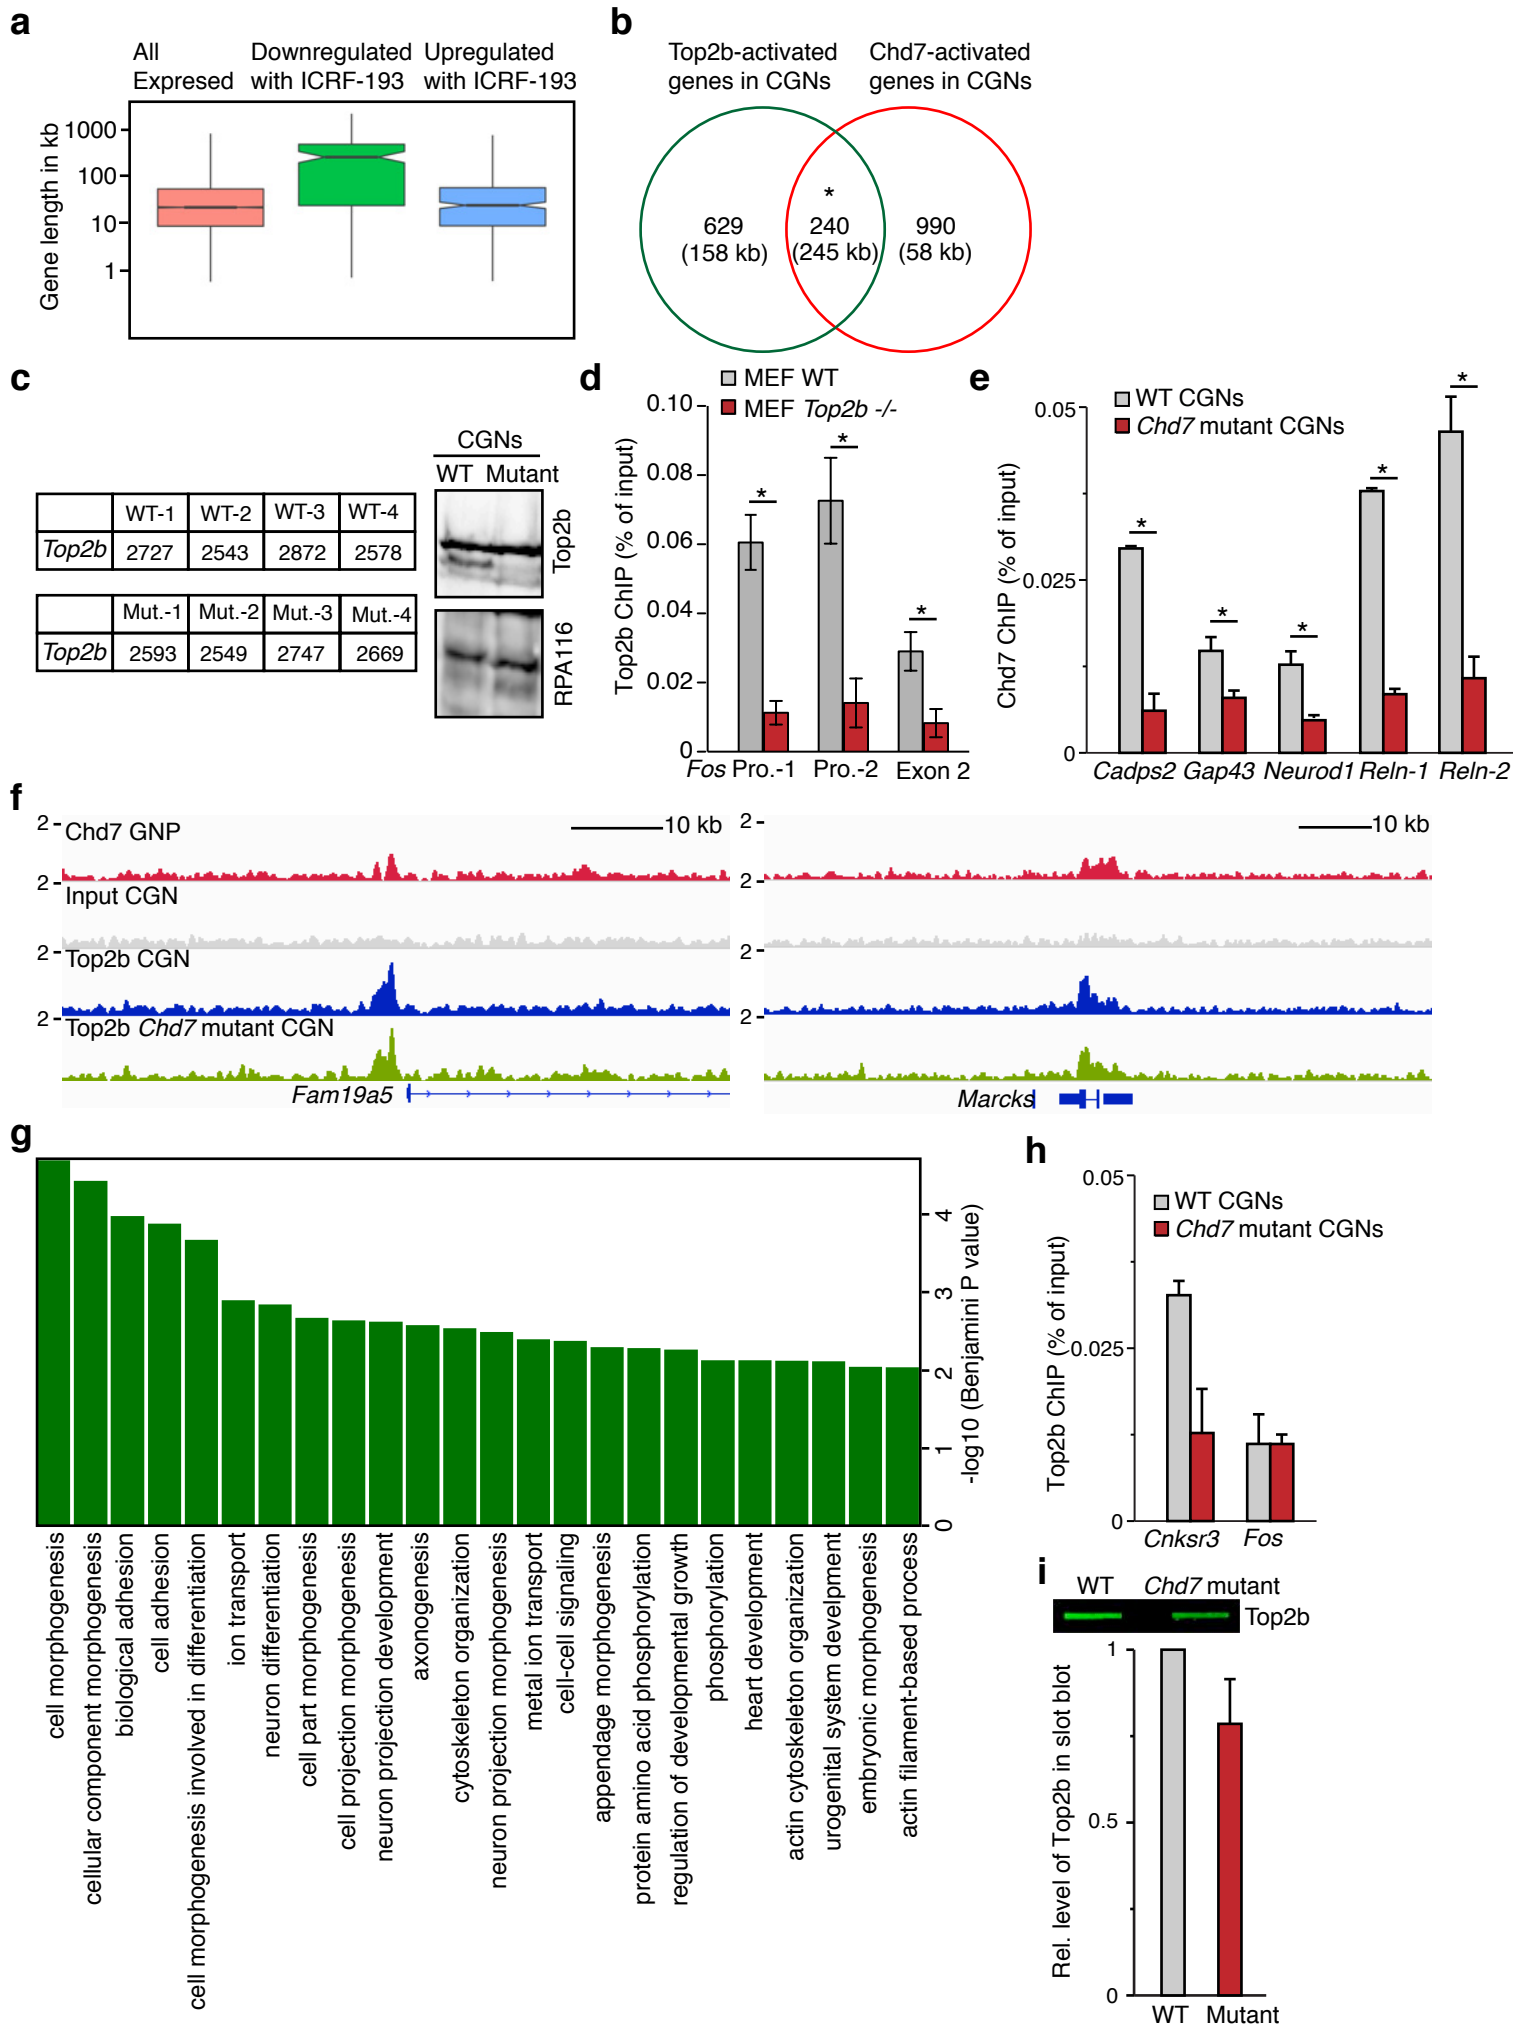 a
All
Expresed
Downregulated
with ICRF-193
Upregulated
with ICRF-193
Gene length in kb
1000
100
10
1
b
Top2b-activated
genes in CGNs
Chd7-activated
genes in CGNs
629
(158 kb)
*
240
(245 kb)
990
(58 kb)
c
WT-1 WT-2 WT-3 WT-4
Top2b 2727 2543 2872 2578
Mut.-1 Mut.-2 Mut.-3 Mut.-4
Top2b 2593 2549 2747 2669
CGNs
WT Mutant
Top2b
RPA116
d
MEF WT
MEF Top2b -/-
Top2b ChIP (% of input)
0.10
0.08
0.06
0.04
0.02
0
* * *
Fos Pro.-1 Pro.-2 Exon 2
e
WT CGNs
Chd7 mutant CGNs
Chd7 ChIP (% of input)
0.05
0.025
0
* * * * *
Cadps2 Gap43 Neurod1 Reln-1 Reln-2
f
2 Chd7 GNP 10 kb
2 Input CGN
2 Top2b CGN
2 Top2b Chd7 mutant CGN
Fam19a5
2 10 kb
2
2
2
Marcks
g
4
3
2
1
0
-log10 (Benjamini P value)
cell morphogenesis
cellular component morphogenesis
biological adhesion
cell adhesion
cell morphogenesis involved in differentiation
ion transport
neuron differentiation
cell part morphogenesis
cell projection morphogenesis
neuron projection development
axonogenesis
cytoskeleton organization
neuron projection morphogenesis
metal ion transport
cell-cell signaling
appendage morphogenesis
protein amino acid phosphorylation
regulation of developmental growth
phosphorylation
heart development
actin cytoskeleton organization
urogenital system develpment
embryonic morphogenesis
actin filament-based process
h
WT CGNs
Chd7 mutant CGNs
Top2b ChIP (% of input)
0.05
0.025
0
Cnksr3 Fos
i
WT Chd7 mutant
Top2b
Rel. level of Top2b in slot blot
1
0.5
0
WT Mutant